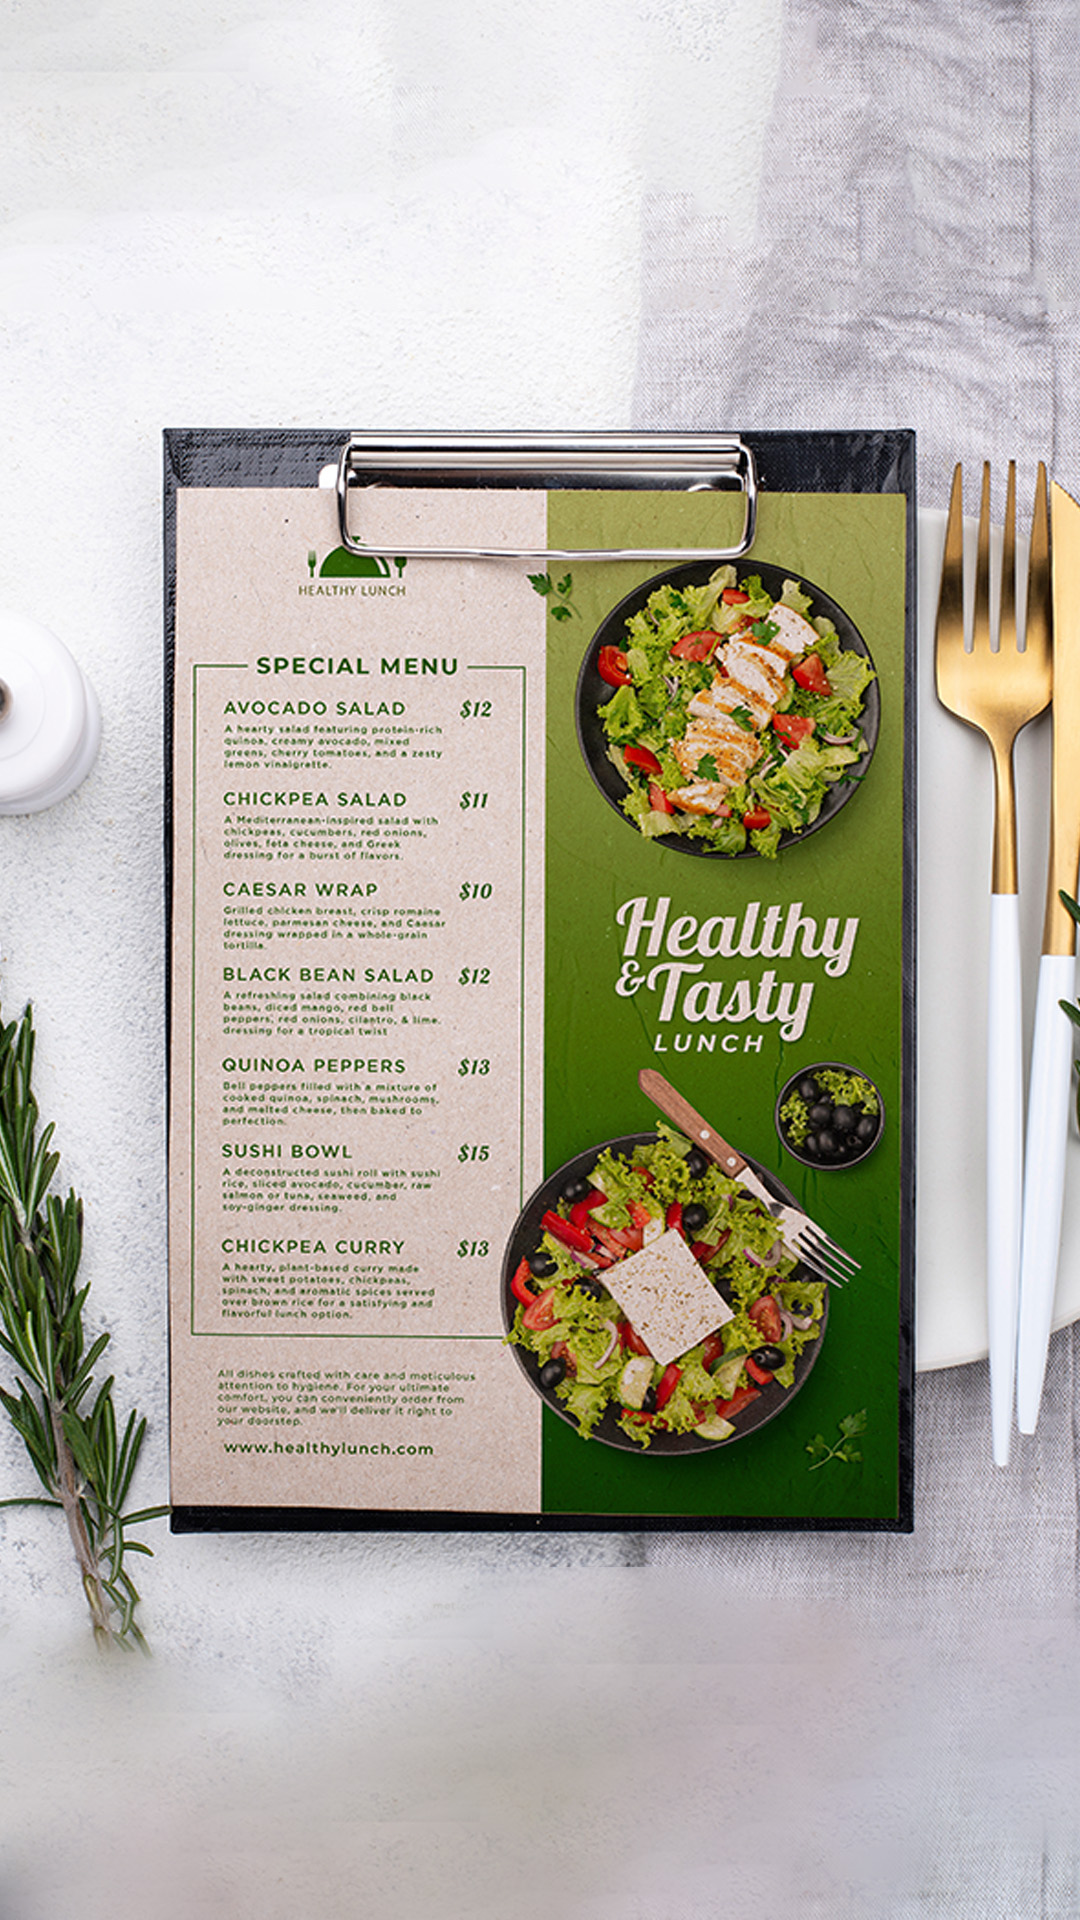 HEALTHY LUNCH
SPECIAL MENU
AVOCADO SALAD $12
A hearty salad featuring protein-rich
quinoa, creamy avocado, mixed
greens, cherry tomatoes, and a zesty
lemon vinaigrette.
CHICKPEA SALAD $11
A Mediterranean-inspired salad with
chickpeas, cucumbers, red onions,
olives, feta cheese, and Greek
dressing for a burst of flavors.
CAESAR WRAP $10
Grilled chicken breast, crisp romaine
lettuce, parmesan cheese, and Caesar
dressing wrapped in a whole-grain
tortilla.
BLACK BEAN SALAD $12
A refreshing salad combining black
beans, diced mango, red bell
peppers, red onions, cilantro, & lime.
dressing for a tropical twist
QUINOA PEPPERS $13
Bell peppers filled with a mixture of
cooked quinoa, spinach, mushrooms,
and melted cheese, then baked to
perfection.
SUSHI BOWL $15
A deconstructed sushi roll with sushi
rice, sliced avocado, cucumber, raw
salmon or tuna, seaweed, and
soy-ginger dressing.
CHICKPEA CURRY $13
A hearty, plant-based curry made
with sweet potatoes, chickpeas,
spinach, and aromatic spices served
over brown rice for a satisfying and
flavorful lunch option.
All dishes crafted with care and meticulous
attention to hygiene. For your ultimate
comfort, you can conveniently order from
our website, and we'll deliver it right to
your doorstep.
www.healthylunch.com
Healthy
&Tasty
LUNCH